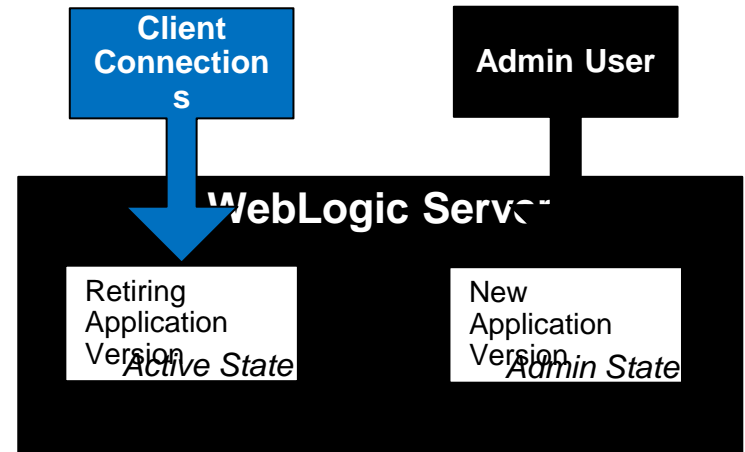 Client
Connection
s
Admin User
WebLogic Server
Retiring
Application
Version
Active State
New
Application
Version
Admin State